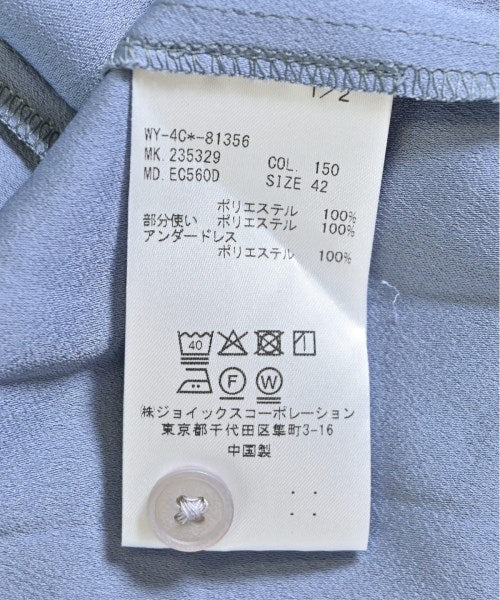 1/2
WY-4C*-81356
MK. 235329 COL. 150
MD. EC560D SIZE 42
ポリエステル 100%
部分使い ポリエステル 100%
アンダードレス
ポリエステル 100%
40
F W
㈱ジョイックスコーポレーション
東京都千代田区隼町3-16
中国製